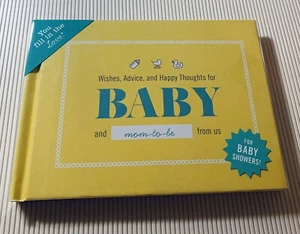 You
fill in the
Love®
Wishes, Advice, and Happy Thoughts for
BABY
and mom-to-be from us
FOR
BABY
SHOWERS!